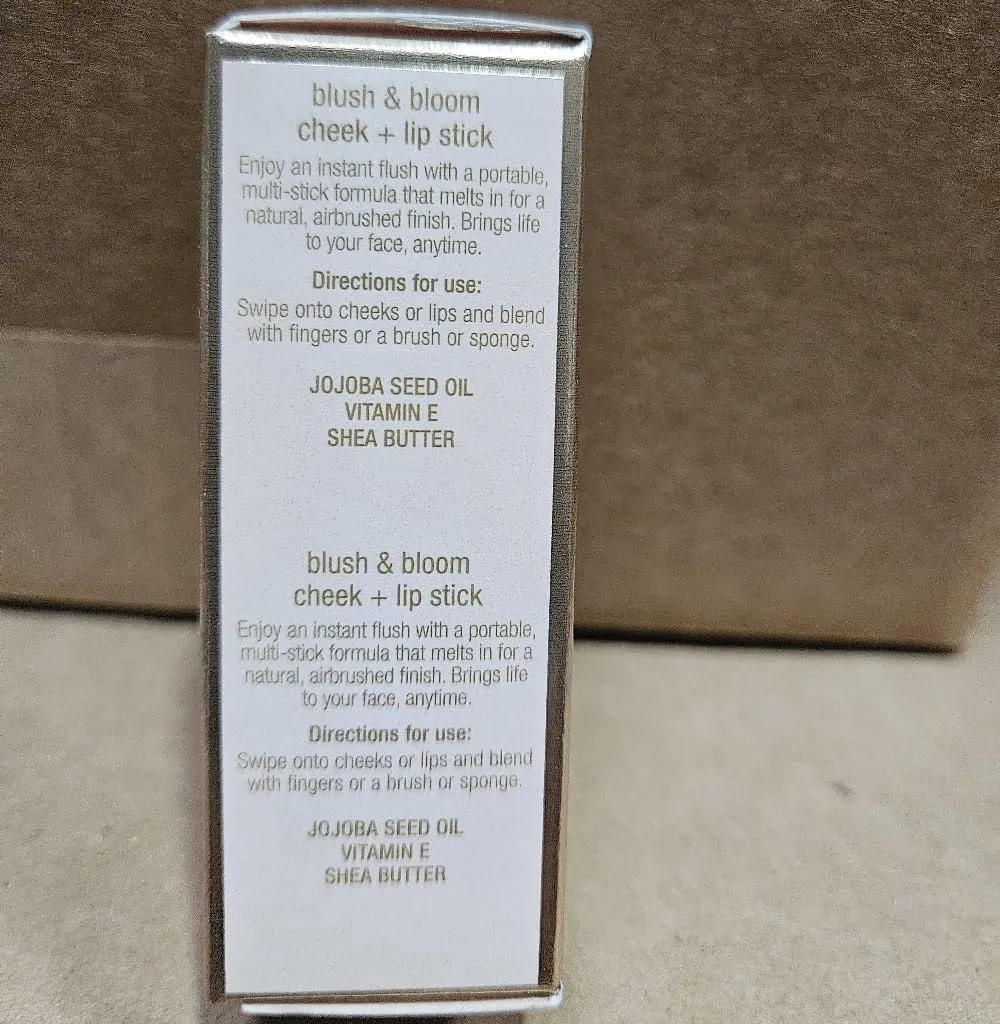 blush & bloom
cheek + lip stick
Enjoy an instant flush with a portable,
multi-stick formula that melts in for a
natural, airbrushed finish. Brings life
to your face, anytime.
Directions for use:
Swipe onto cheeks or lips and blend
with fingers or a brush or sponge.
JOJOBA SEED OIL
VITAMIN E
SHEA BUTTER
blush & bloom
cheek + lip stick
Enjoy an instant flush with a portable,
multi-stick formula that melts in for a
natural, airbrushed finish. Brings life
to your face, anytime.
Directions for use:
Swipe onto cheeks or lips and blend
with fingers or a brush or sponge.
JOJOBA SEED OIL
VITAMIN E
SHEA BUTTER